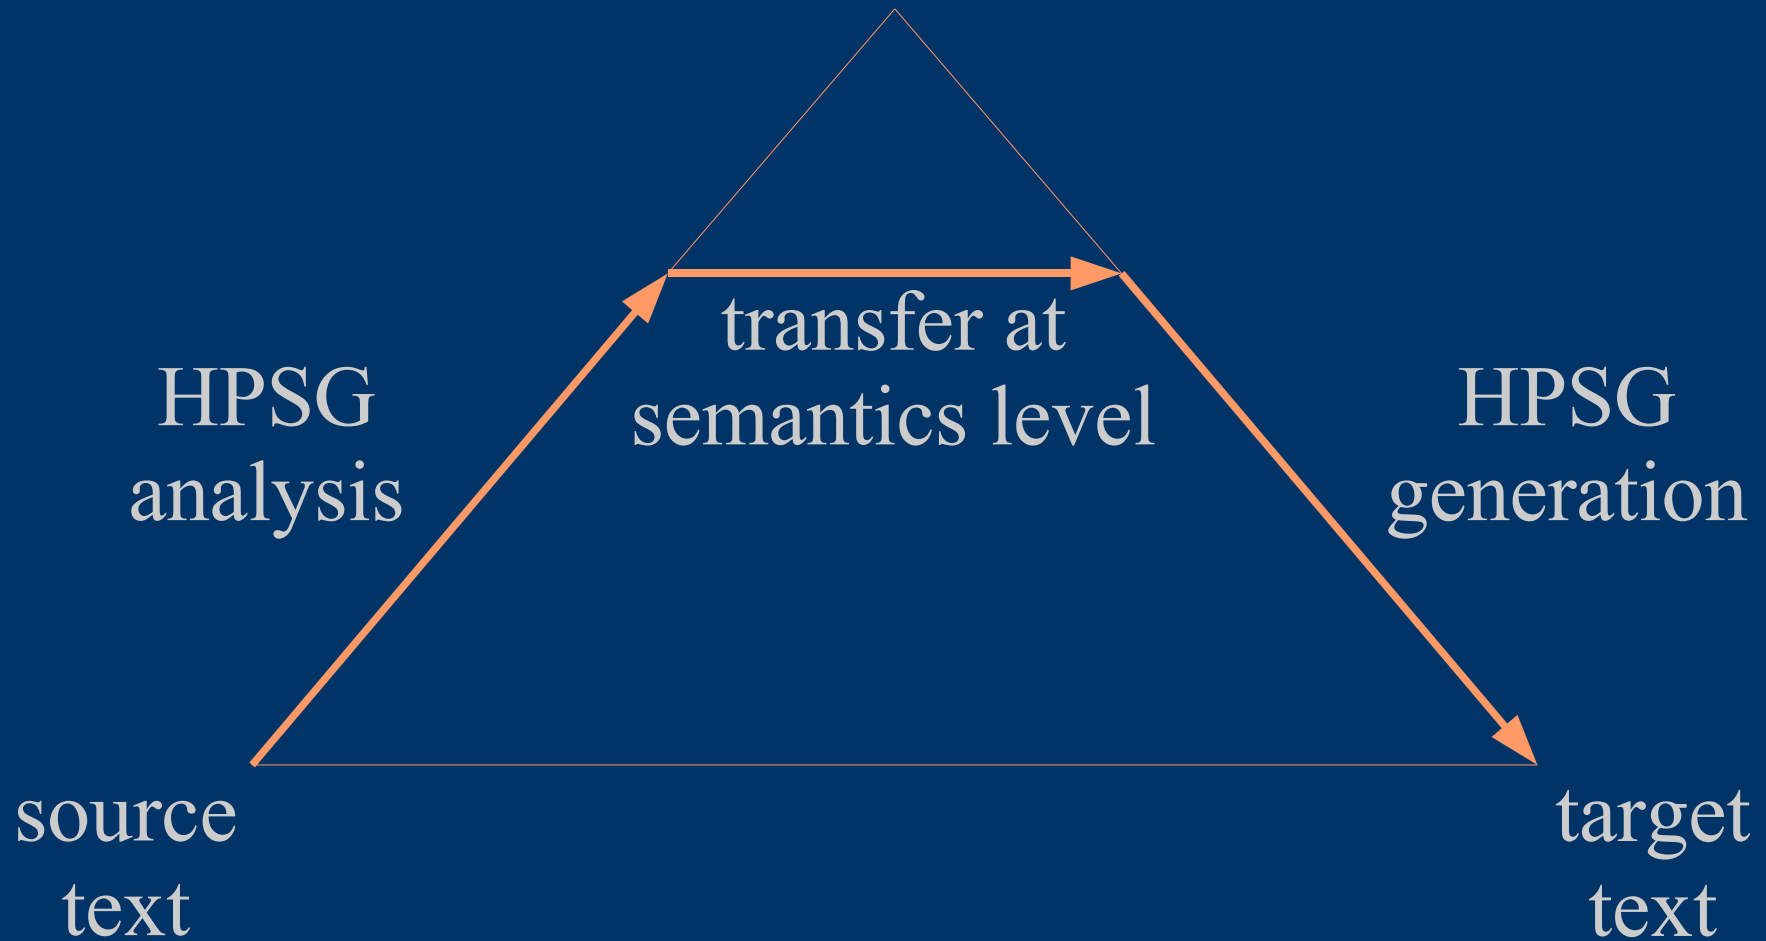 transfer at
semantics level
HPSG
analysis
HPSG
generation
source
text
target
text